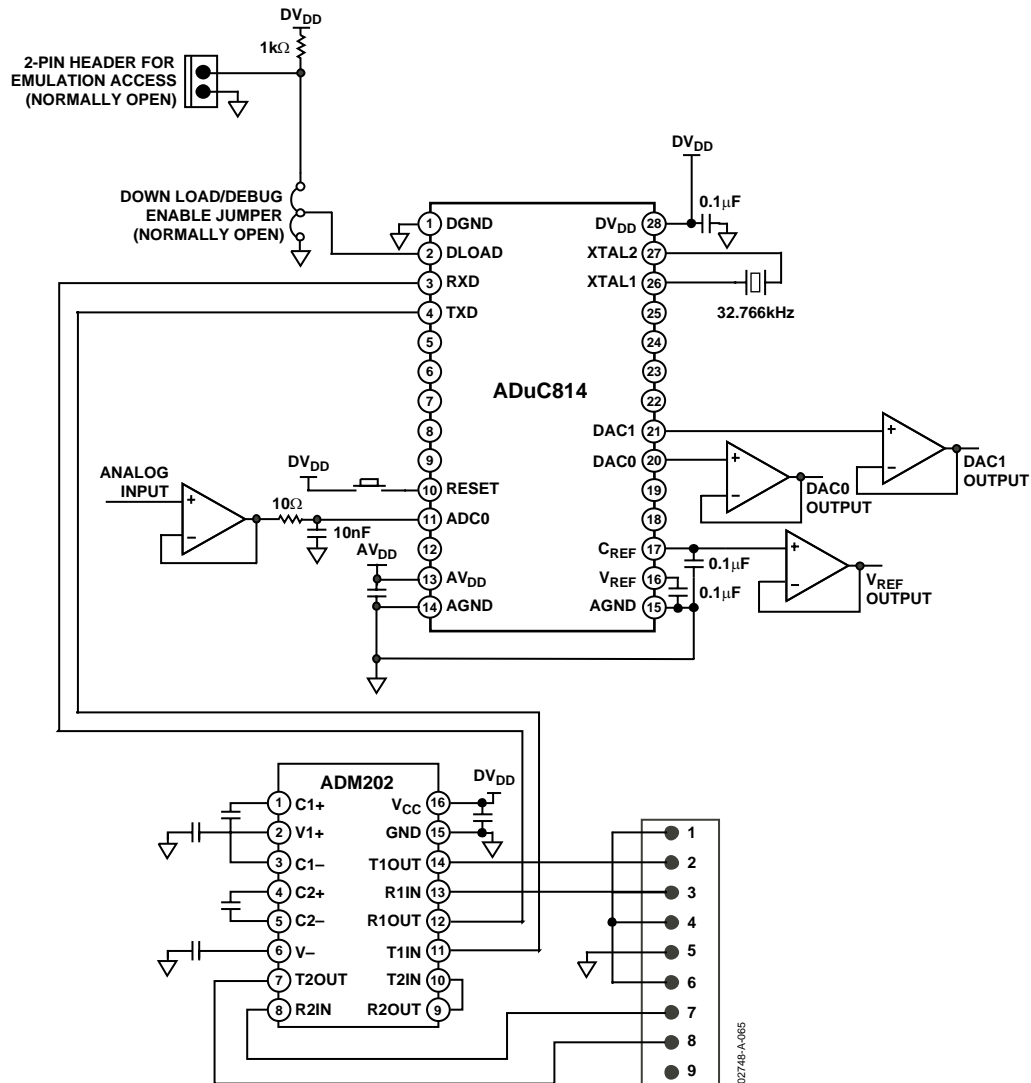 DVDD
1kΩ
2-PIN HEADER FOR
EMULATION ACCESS
(NORMALLY OPEN)
DOWN LOAD/DEBUG
ENABLE JUMPER
(NORMALLY OPEN)
DVDD
0.1μF
1 DGND
2 DLOAD
3 RXD
4 TXD
5
6
7
8
9
10 RESET
11 ADC0
12
13 AVDD
14 AGND
ADuC814
DVDD 28
XTAL2 27
XTAL1 26
25
24
23
22
DAC1 21
DAC0 20
19
18
CREF 17
VREF 16
AGND 15
32.766kHz
ANALOG
INPUT
+
–
10Ω
10nF
DVDD
AVDD
+
–
DAC1
OUTPUT
+
–
DAC0
OUTPUT
0.1μF
0.1μF
+
–
VREF
OUTPUT
ADM202
DVDD
1 C1+
2 V1+
3 C1–
4 C2+
5 C2–
6 V–
7 T2OUT
8 R2IN
VCC 16
GND 15
T1OUT 14
R1IN 13
R1OUT 12
T1IN 11
T2IN 10
R2OUT 9
1
2
3
4
5
6
7
8
9
02748-A-065